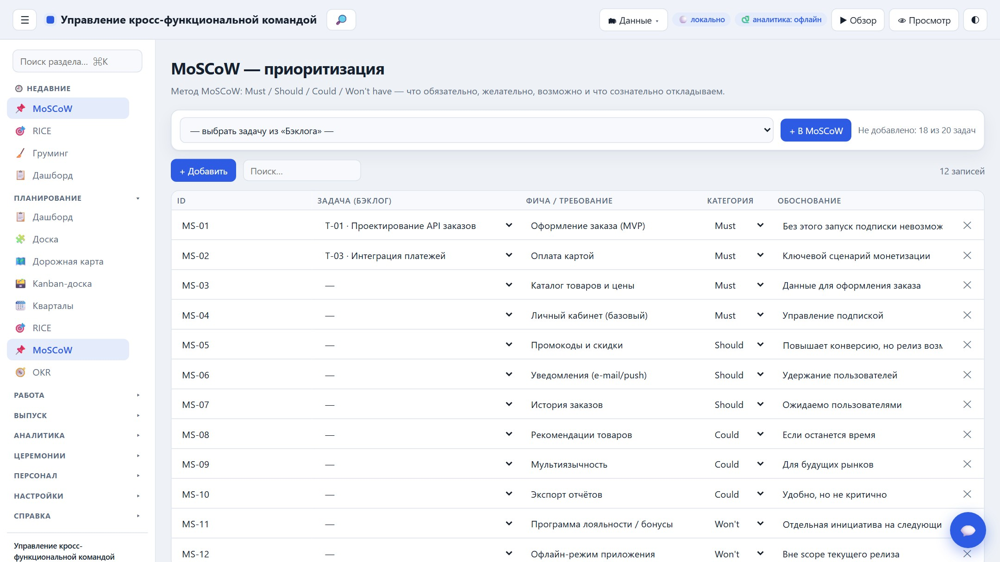 Управление кросс-функциональной командой
Данные
локально
аналитика: офлайн
Обзор
Просмотр
Поиск раздела... ⌘K
НЕДАВНИЕ
MoSCoW
RICE
Груминг
Дашборд
ПЛАНИРОВАНИЕ
Дашборд
Доска
Дорожная карта
Kanban-доска
Кварталы
RICE
MoSCoW
OKR
РАБОТА
ВЫПУСК
АНАЛИТИКА
ЦЕРЕМОНИИ
ПЕРСОНАЛ
НАСТРОЙКИ
СПРАВКА
Управление кросс-
функциональной командой
MoSCoW — приоритизация
Метод MoSCoW: Must / Should / Could / Won't have — что обязательно, желательно, возможно и что сознательно откладываем.
— выбрать задачу из «Бэклога» —
+ В MoSCoW
Не добавлено: 18 из 20 задач
+ Добавить
Поиск...
12 записей
ID ЗАДАЧА (БЭКЛОГ) ФИЧА / ТРЕБОВАНИЕ КАТЕГОРИЯ ОБОСНОВАНИЕ
MS-01 T-01 · Проектирование API заказов Оформление заказа (MVP) Must Без этого запуск подписки невозмож
MS-02 T-03 · Интеграция платежей Оплата картой Must Ключевой сценарий монетизации
MS-03 — Каталог товаров и цены Must Данные для оформления заказа
MS-04 — Личный кабинет (базовый) Must Управление подпиской
MS-05 — Промокоды и скидки Should Повышает конверсию, но релиз возм
MS-06 — Уведомления (e-mail/push) Should Удержание пользователей
MS-07 — История заказов Should Ожидаемо пользователями
MS-08 — Рекомендации товаров Could Если останется время
MS-09 — Мультиязычность Could Для будущих рынков
MS-10 — Экспорт отчётов Could Удобно, но не критично
MS-11 — Программа лояльности / бонусы Won't Отдельная инициатива на следующи
MS-12 — Офлайн-режим приложения Won't Вне scope текущего релиза